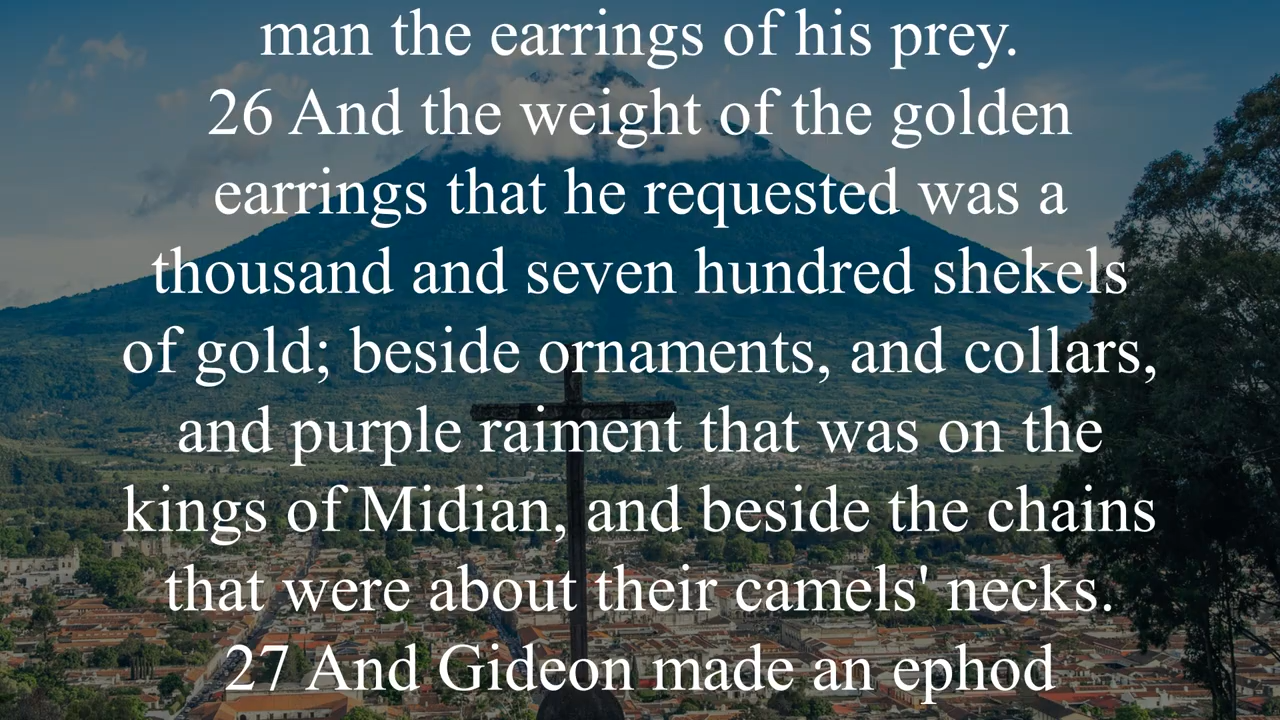 man the earrings of his prey.
26 And the weight of the golden
earrings that he requested was a
thousand and seven hundred shekels
of gold; beside ornaments, and collars,
and purple raiment that was on the
kings of Midian, and beside the chains
that were about their camels' necks.
27 And Gideon made an ephod